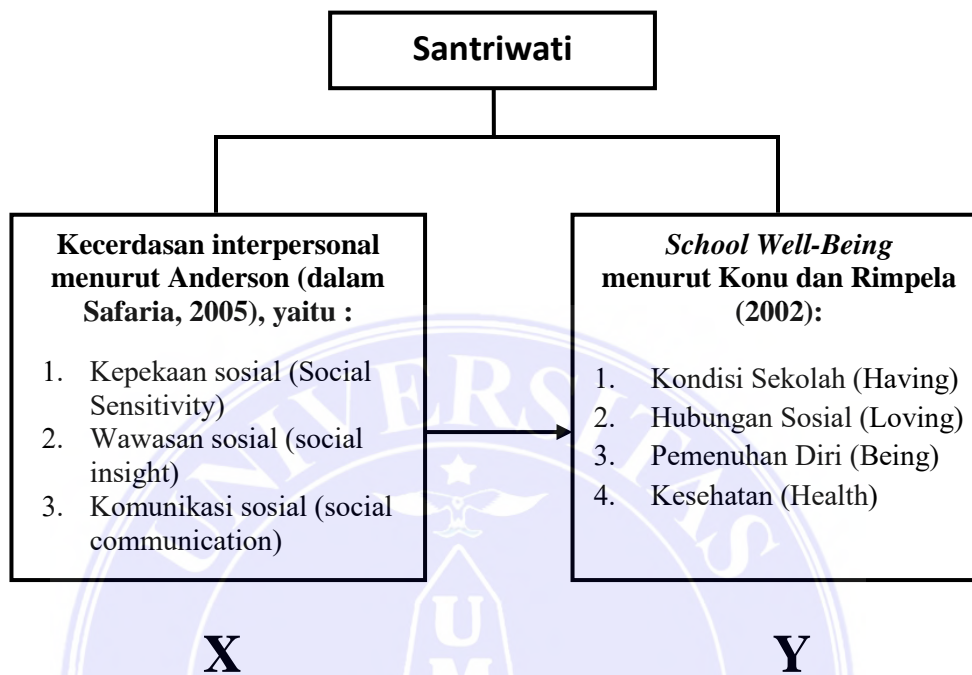 Santriwati
Kecerdasan interpersonal
menurut Anderson (dalam
Safaria, 2005), yaitu :
1. Kepekaan sosial (Social
Sensitivity)
2. Wawasan sosial (social
insight)
3. Komunikasi sosial (social
communication)
School Well-Being
menurut Konu dan Rimpela
(2002):
1. Kondisi Sekolah (Having)
2. Hubungan Sosial (Loving)
3. Pemenuhan Diri (Being)
4. Kesehatan (Health)
UNIVERSITAS
U
M
X
Y